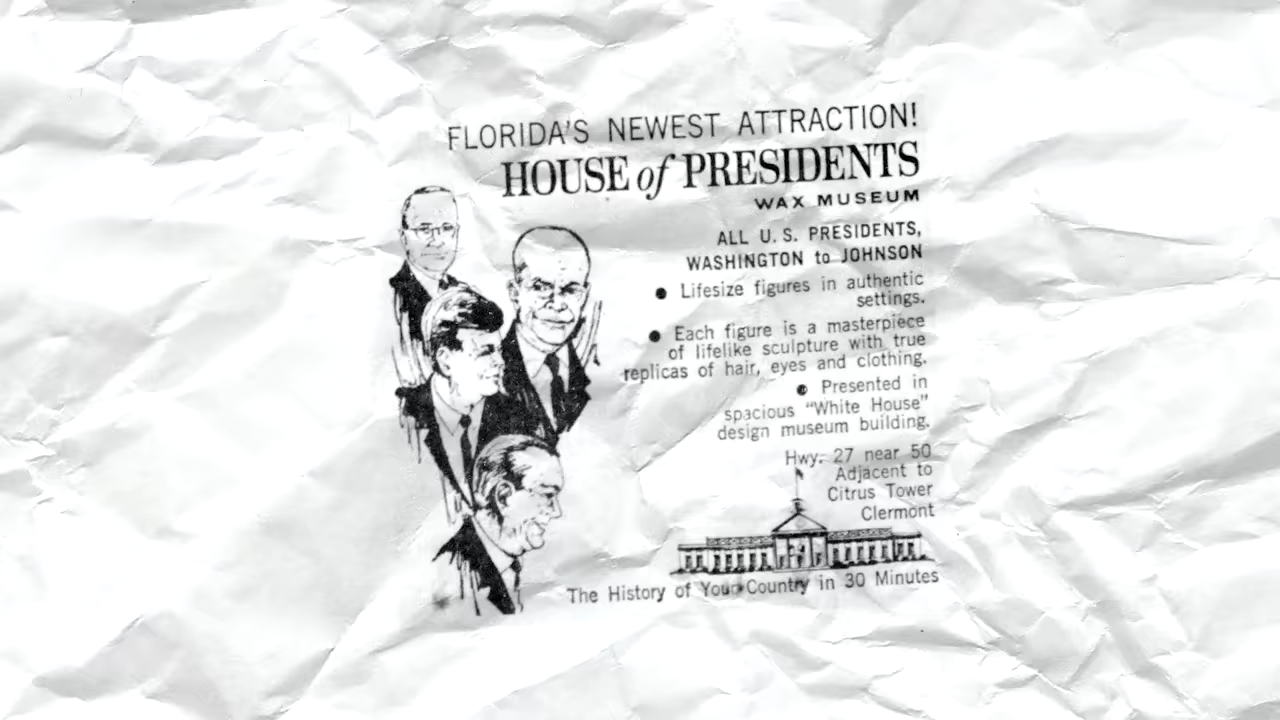 FLORIDA'S NEWEST ATTRACTION!
HOUSE of PRESIDENTS
WAX MUSEUM
ALL U. S. PRESIDENTS,
WASHINGTON to JOHNSON
● Lifesize figures in authentic
settings.
● Each figure is a masterpiece
of lifelike sculpture with true
replicas of hair, eyes and clothing.
● Presented in
spacious "White House"
design museum building.
Hwy. 27 near 50
Adjacent to
Citrus Tower
Clermont
The History of Your Country in 30 Minutes